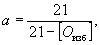 a = 21 / (21 − [O_изб]),